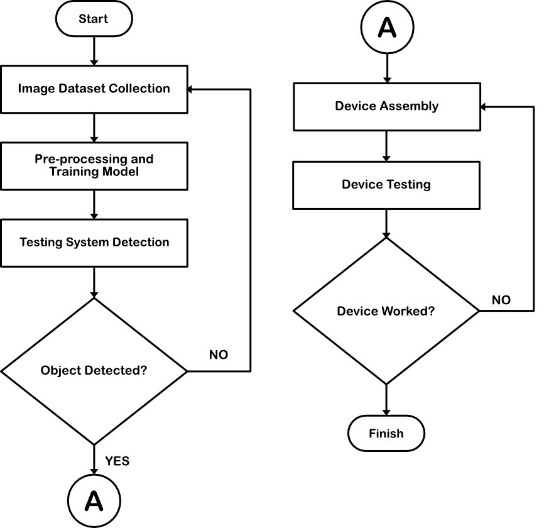 Start
Image Dataset Collection
Pre-processing and
Training Model
Testing System Detection
Object Detected?
NO
YES
A
A
Device Assembly
Device Testing
Device Worked?
NO
Finish